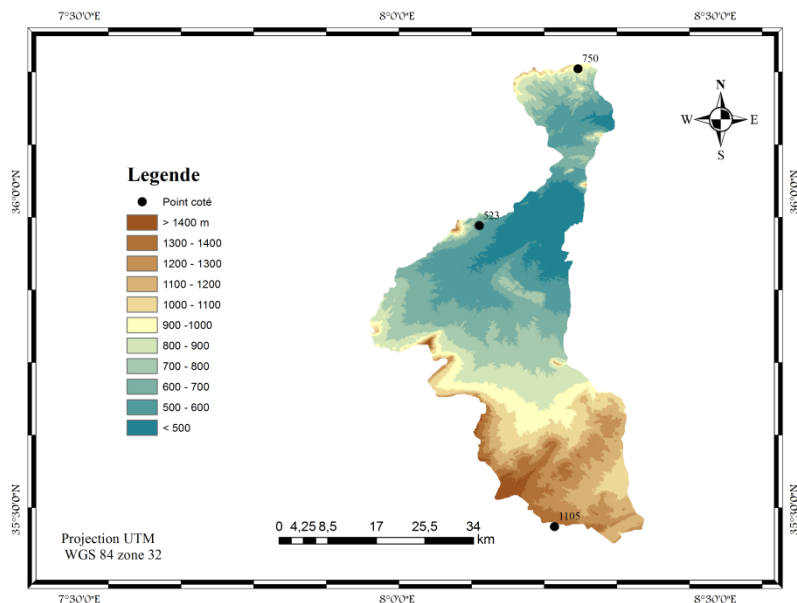 7°30'0"E 8°0'0"E 8°30'0"E
750
N
W E
S
36°0'0"N 36°0'0"N
523
Legende
Point coté
> 1400 m
1300 - 1400
1200 - 1300
1100 - 1200
1000 - 1100
900 -1000
800 - 900
700 - 800
600 - 700
500 - 600
< 500
35°30'0"N 35°30'0"N
1105
0 4,25 8,5 17 25,5 34
km
Projection UTM
WGS 84 zone 32
7°30'0"E 8°0'0"E 8°30'0"E